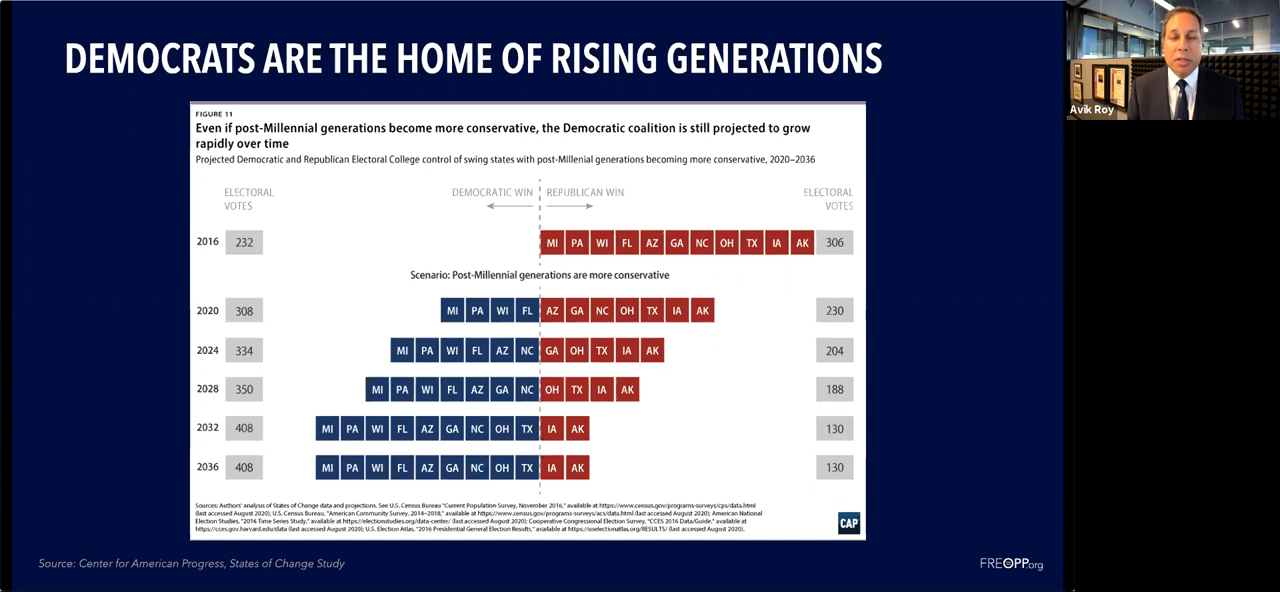 DEMOCRATS ARE THE HOME OF RISING GENERATIONS
Avik Roy
FIGURE 11
Even if post-Millennial generations become more conservative, the Democratic coalition is still projected to grow
rapidly over time
Projected Democratic and Republican Electoral College control of swing states with post-Millenial generations becoming more conservative, 2020–2036
ELECTORAL
VOTES
DEMOCRATIC WIN
REPUBLICAN WIN
ELECTORAL
VOTES
2016 232 MI PA WI FL AZ GA NC OH TX IA AK 306
Scenario: Post-Millennial generations are more conservative
2020 308 MI PA WI FL AZ GA NC OH TX IA AK 230
2024 334 MI PA WI FL AZ NC GA OH TX IA AK 204
2028 350 MI PA WI FL AZ GA NC OH TX IA AK 188
2032 408 MI PA WI FL AZ GA NC OH TX IA AK 130
2036 408 MI PA WI FL AZ GA NC OH TX IA AK 130
Sources: Authors' analysis of States of Change data and projections. See U.S. Census Bureau "Current Population Survey, November 2016," available at https://www.census.gov/programs-surveys/cps/data.html
(last accessed August 2020); U.S. Census Bureau, "American Community Survey, 2014–2018," available at https://www.census.gov/programs-surveys/acs/data.html (last accessed August 2020); American National
Election Studies, "2016 Time Series Study," available at https://electionstudies.org/data-center/ (last accessed August 2020); Cooperative Congressional Election Survey, "CCES 2016 Data/Guide," available at
https://cces.gov.harvard.edu/data (last accessed August 2020); U.S. Election Atlas, "2016 Presidential General Election Results," available at https://uselectionatlas.org/RESULTS/ (last accessed August 2020).
CAP
Source: Center for American Progress, States of Change Study
FREOPP.org